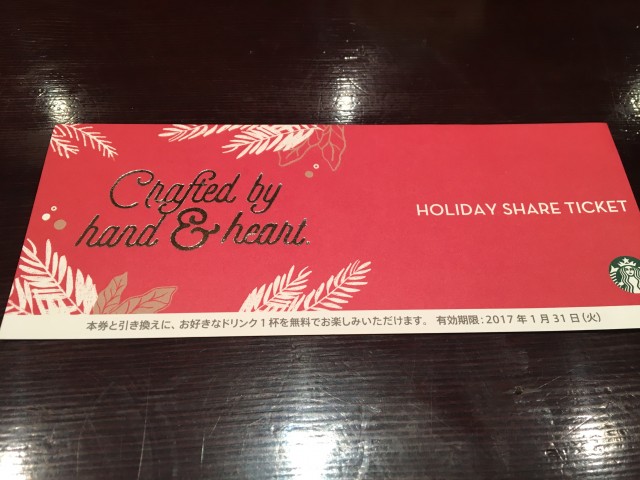 Crafted by
hand & heart.
HOLIDAY SHARE TICKET
本券と引き換えに、お好きなドリンク1杯を無料でお楽しみいただけます。 有効期限：2017年1月31日（火）